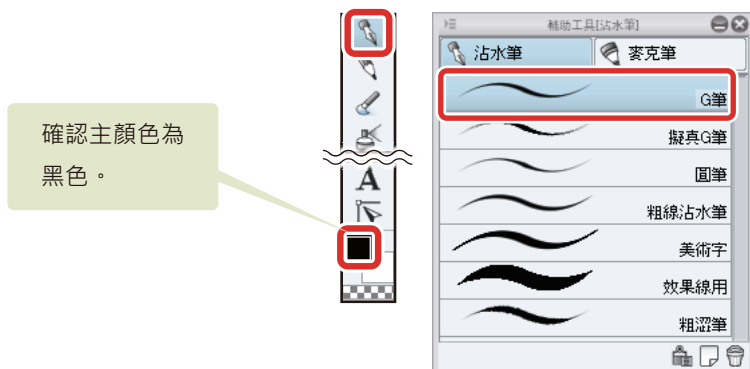 確認主顏色為
黑色。
A
輔助工具[沾水筆]
沾水筆
麥克筆
G筆
擬真G筆
圓筆
粗線沾水筆
美術字
效果線用
粗澀筆